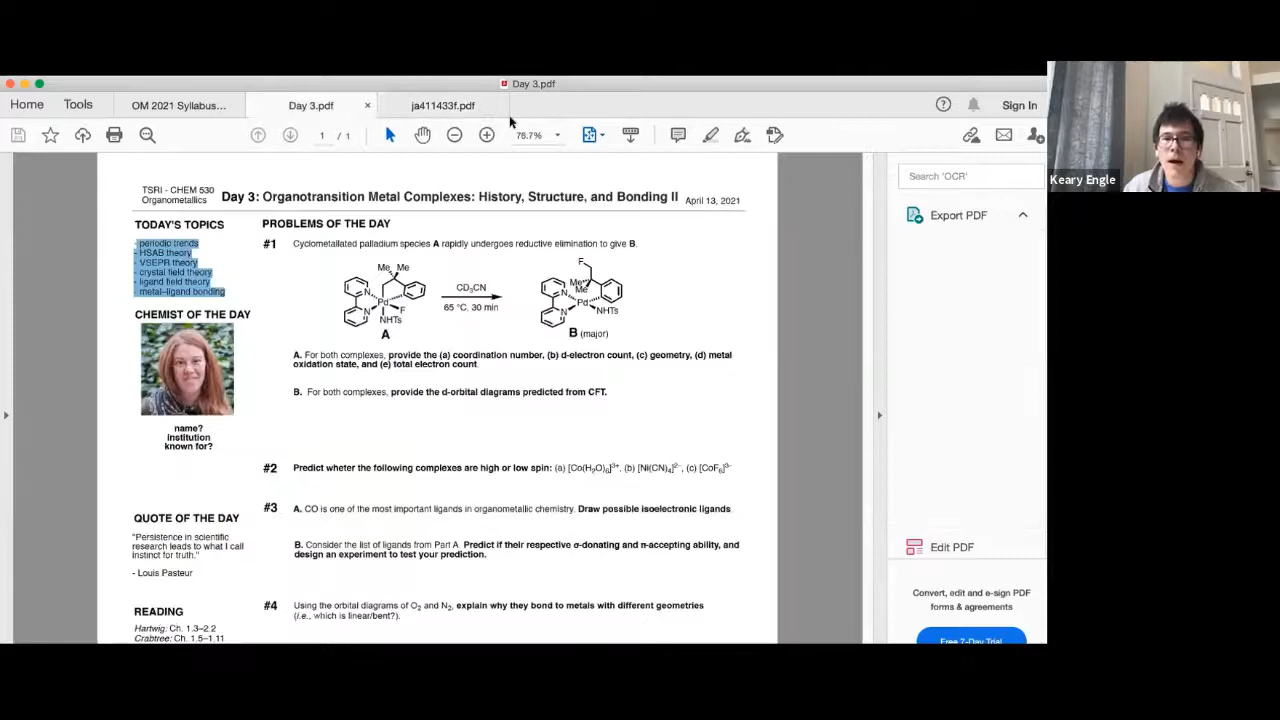 Day 3.pdf
Home
Tools
OM 2021 Syllabus...
Day 3.pdf
×
ja411433f.pdf
Sign In
1 / 1
76.7%
Keary Engle
TSRI - CHEM 530
Organometallics
Day 3: Organotransition Metal Complexes: History, Structure, and Bonding II
April 13, 2021
TODAY'S TOPICS
- periodic trends
- HSAB theory
- VSEPR theory
- crystal field theory
- ligand field theory
- metal–ligand bonding
CHEMIST OF THE DAY
name?
institution
known for?
QUOTE OF THE DAY
"Persistence in scientific
research leads to what I call
instinct for truth."
- Louis Pasteur
READING
Hartwig: Ch. 1.3–2.2
Crabtree: Ch. 1.5–1.11
PROBLEMS OF THE DAY
#1 Cyclometallated palladium species A rapidly undergoes reductive elimination to give B.
Me Me
N
Pd
N
F
NHTs
A
CD3CN
65 °C, 30 min
F
Me
Me
N
Pd
N
NHTs
B (major)
A. For both complexes, provide the (a) coordination number, (b) d-electron count, (c) geometry, (d) metal
oxidation state, and (e) total electron count.
B. For both complexes, provide the d-orbital diagrams predicted from CFT.
#2 Predict wheter the following complexes are high or low spin: (a) [Co(H2O)6]3+, (b) [Ni(CN)4]2–, (c) [CoF6]3–
#3 A. CO is one of the most important ligands in organometallic chemistry. Draw possible isoelectronic ligands
B. Consider the list of ligands from Part A. Predict if their respective σ-donating and π-accepting ability, and
design an experiment to test your prediction.
#4 Using the orbital diagrams of O2 and N2, explain why they bond to metals with different geometries
(i.e., which is linear/bent?).
Search 'OCR'
Export PDF
Edit PDF
Convert, edit and e-sign PDF
forms & agreements
Free 7-Day Trial